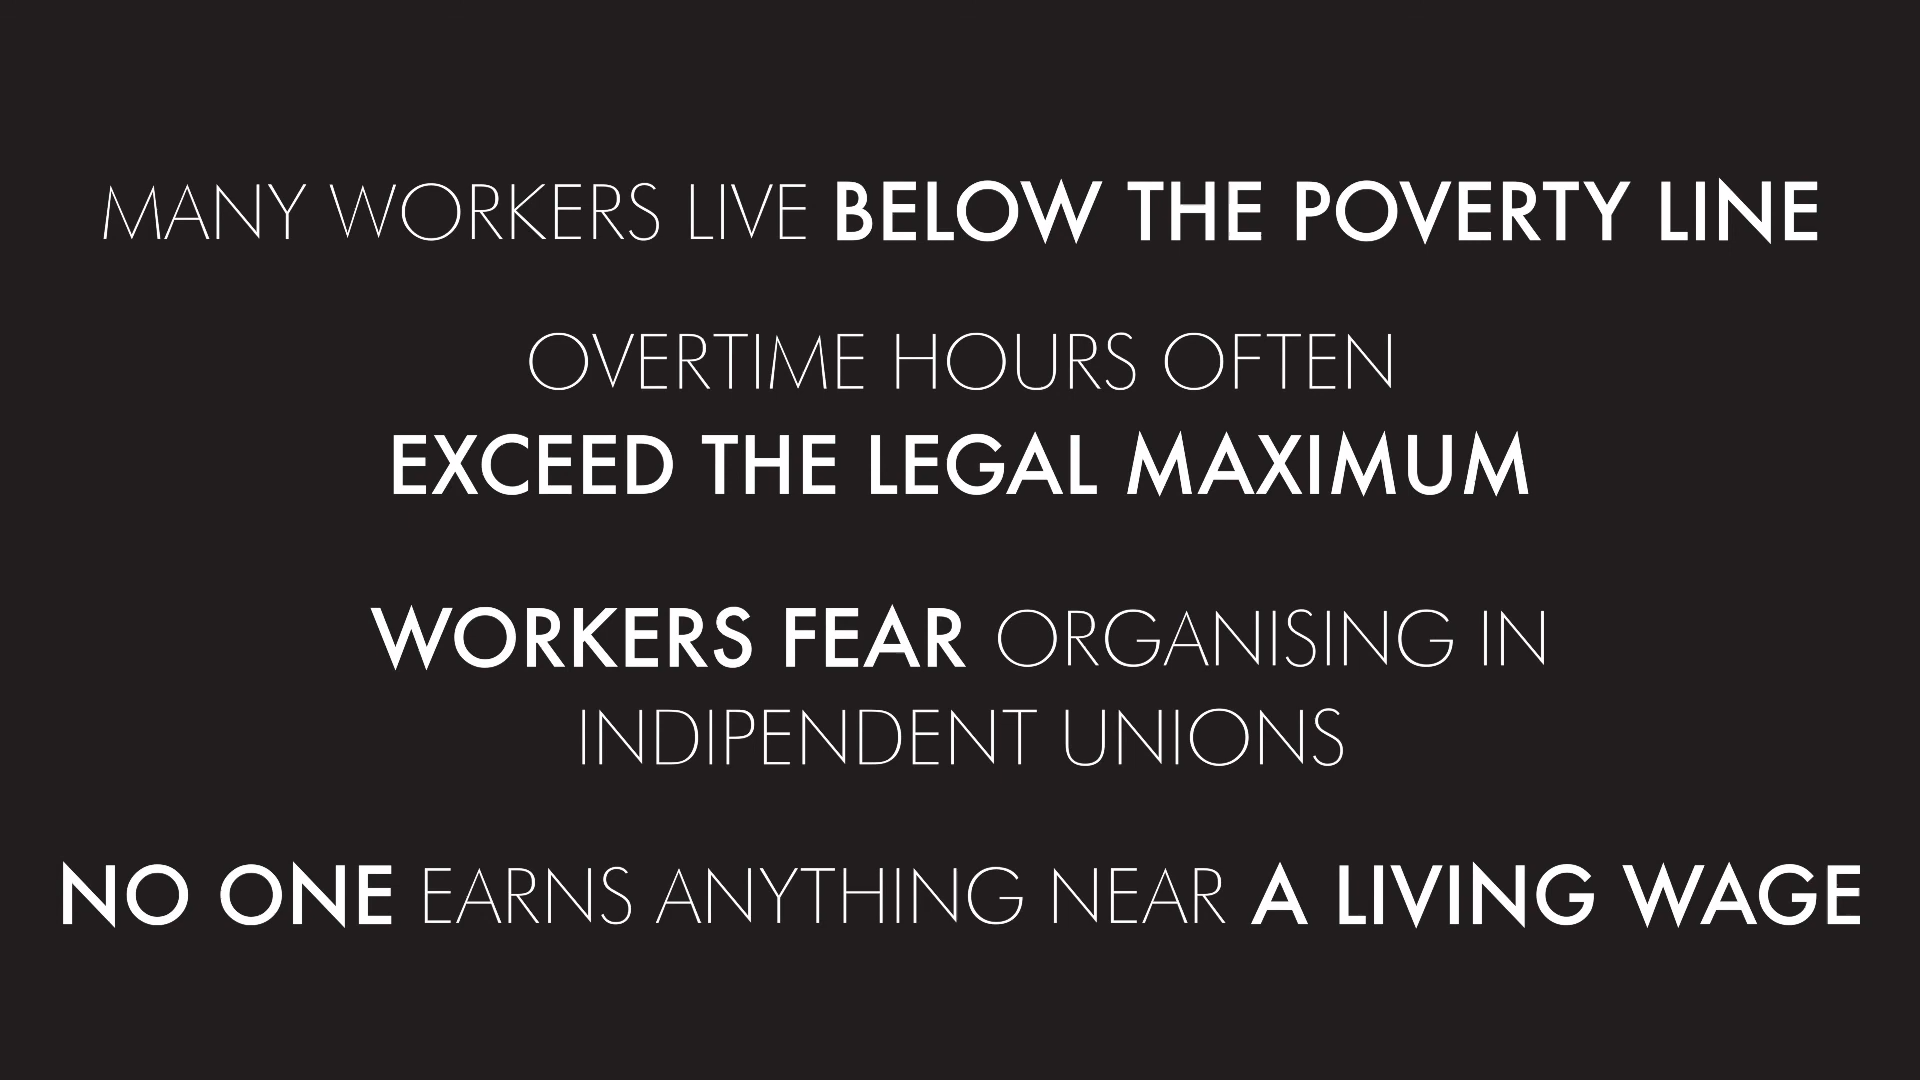 MANY WORKERS LIVE BELOW THE POVERTY LINE
OVERTIME HOURS OFTEN
EXCEED THE LEGAL MAXIMUM
WORKERS FEAR ORGANISING IN
INDIPENDENT UNIONS
NO ONE EARNS ANYTHING NEAR A LIVING WAGE